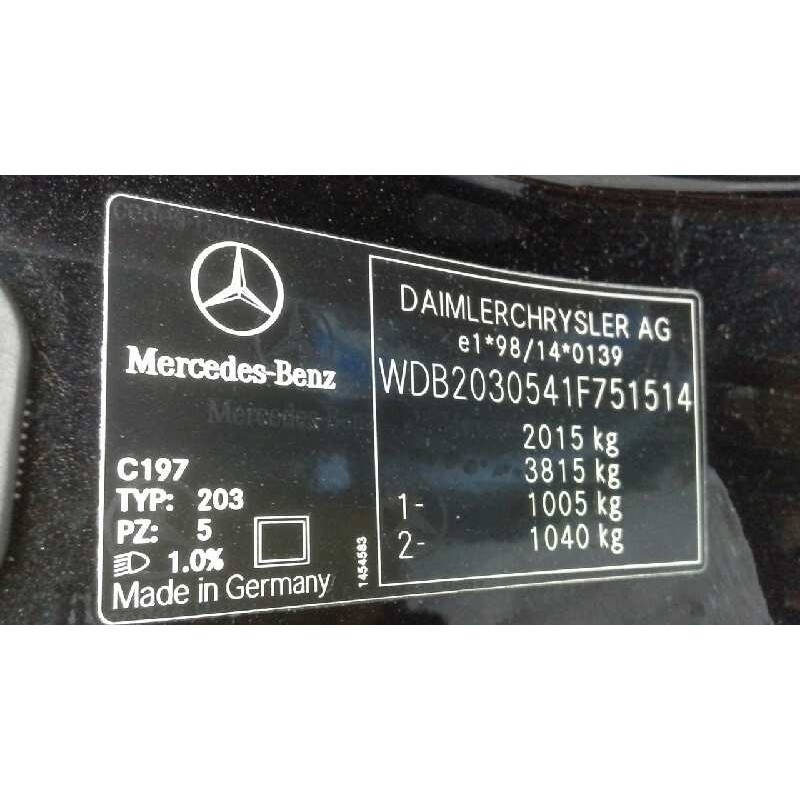 Mercedes-Benz
C197
TYP: 203
PZ: 5
1.0%
Made in Germany
1454583
DAIMLERCHRYSLER AG
e1*98/14*0139
WDB2030541F751514
2015 kg
3815 kg
1- 1005 kg
2- 1040 kg